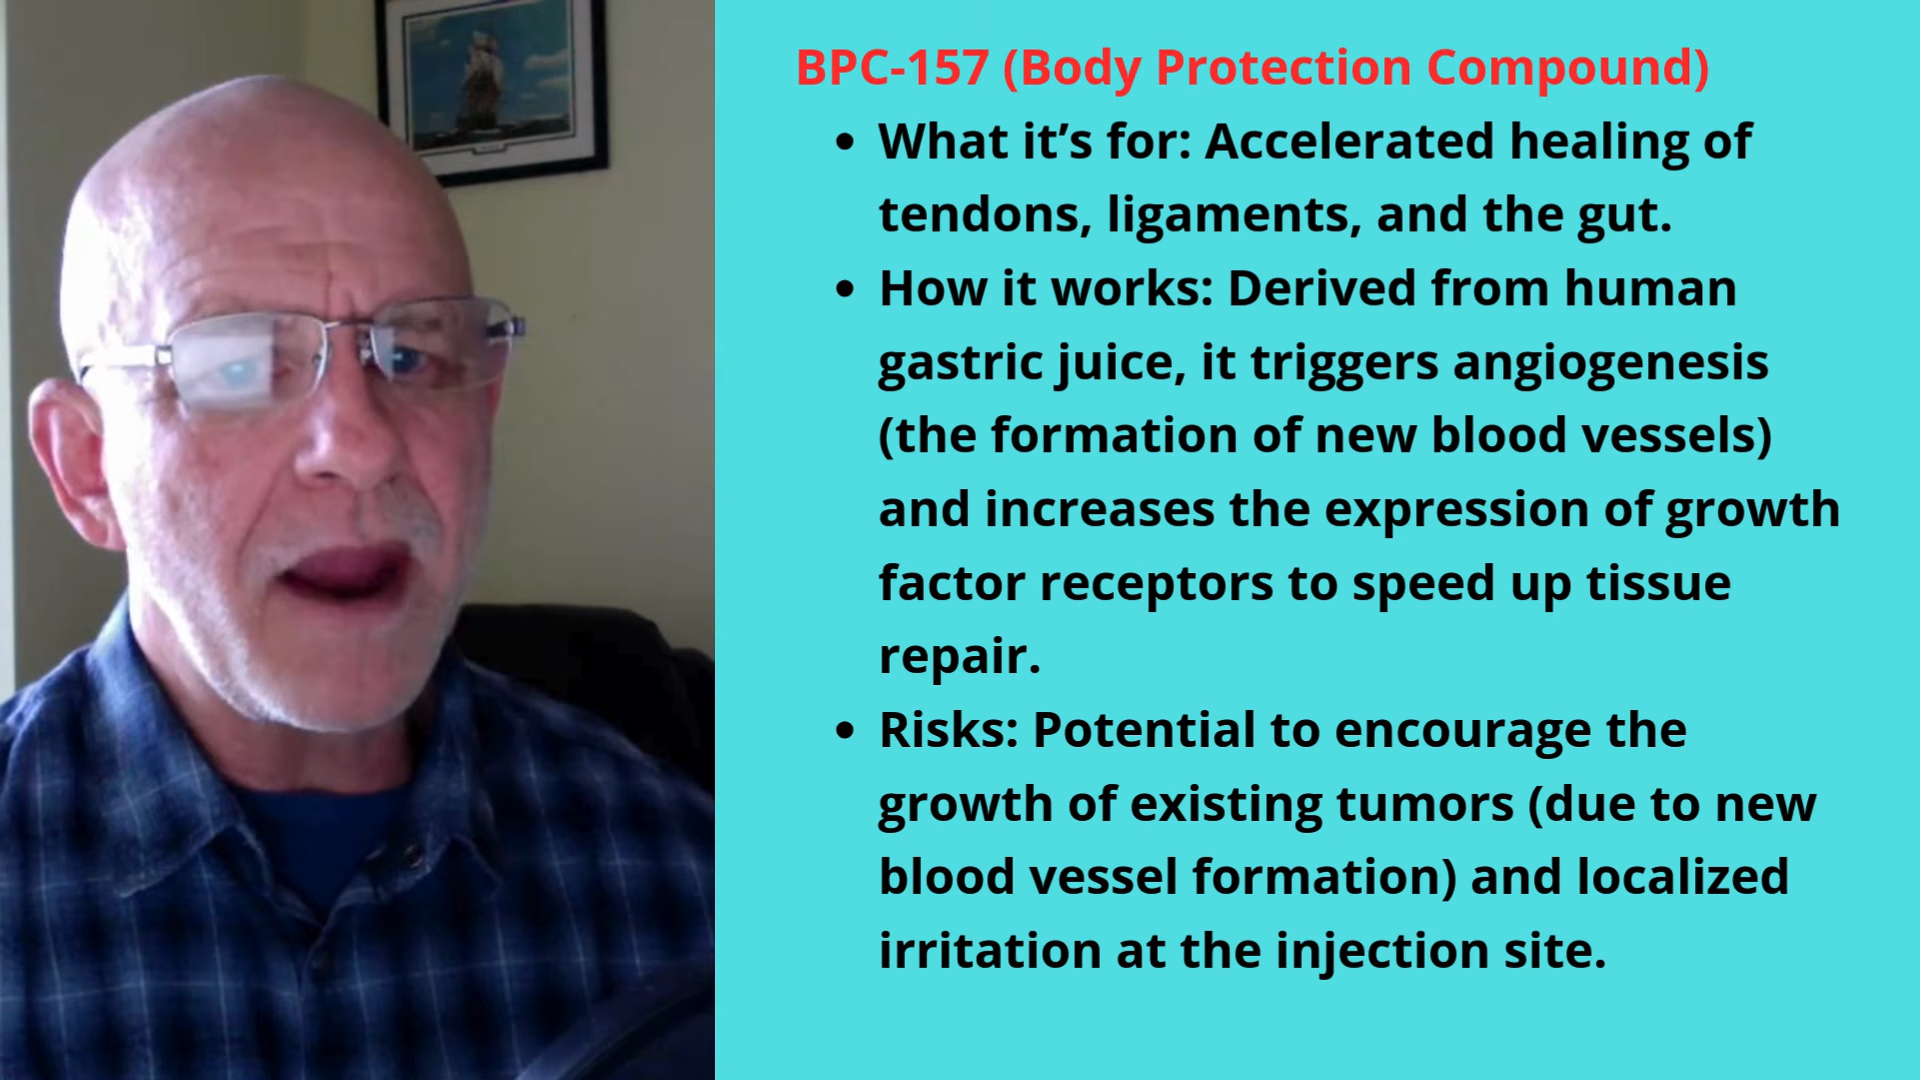 BPC-157 (Body Protection Compound)
• What it’s for: Accelerated healing of
tendons, ligaments, and the gut.
• How it works: Derived from human
gastric juice, it triggers angiogenesis
(the formation of new blood vessels)
and increases the expression of growth
factor receptors to speed up tissue
repair.
• Risks: Potential to encourage the
growth of existing tumors (due to new
blood vessel formation) and localized
irritation at the injection site.